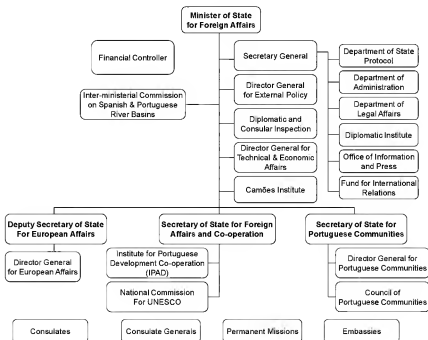 Minister of State
for Foreign Affairs
Financial Controller
Secretary General
Department of State
Protocol
Inter-ministerial Commission
on Spanish & Portuguese
River Basins
Director General
for External Policy
Department of
Administration
Diplomatic and
Consular Inspection
Department of
Legal Affairs
Director General for
Technical & Economic
Affairs
Diplomatic Institute
Office of Information
and Press
Camões Institute
Fund for International
Relations
Deputy Secretary of State
For European Affairs
Secretary of State for Foreign
Affairs and Co-operation
Secretary of State for
Portuguese Communities
Director General
for European Affairs
Institute for Portuguese
Development Co-operation
(IPAD)
Director General for
Portuguese Communities
National Commission
For UNESCO
Council of
Portuguese Communities
Consulates
Consulate Generals
Permanent Missions
Embassies